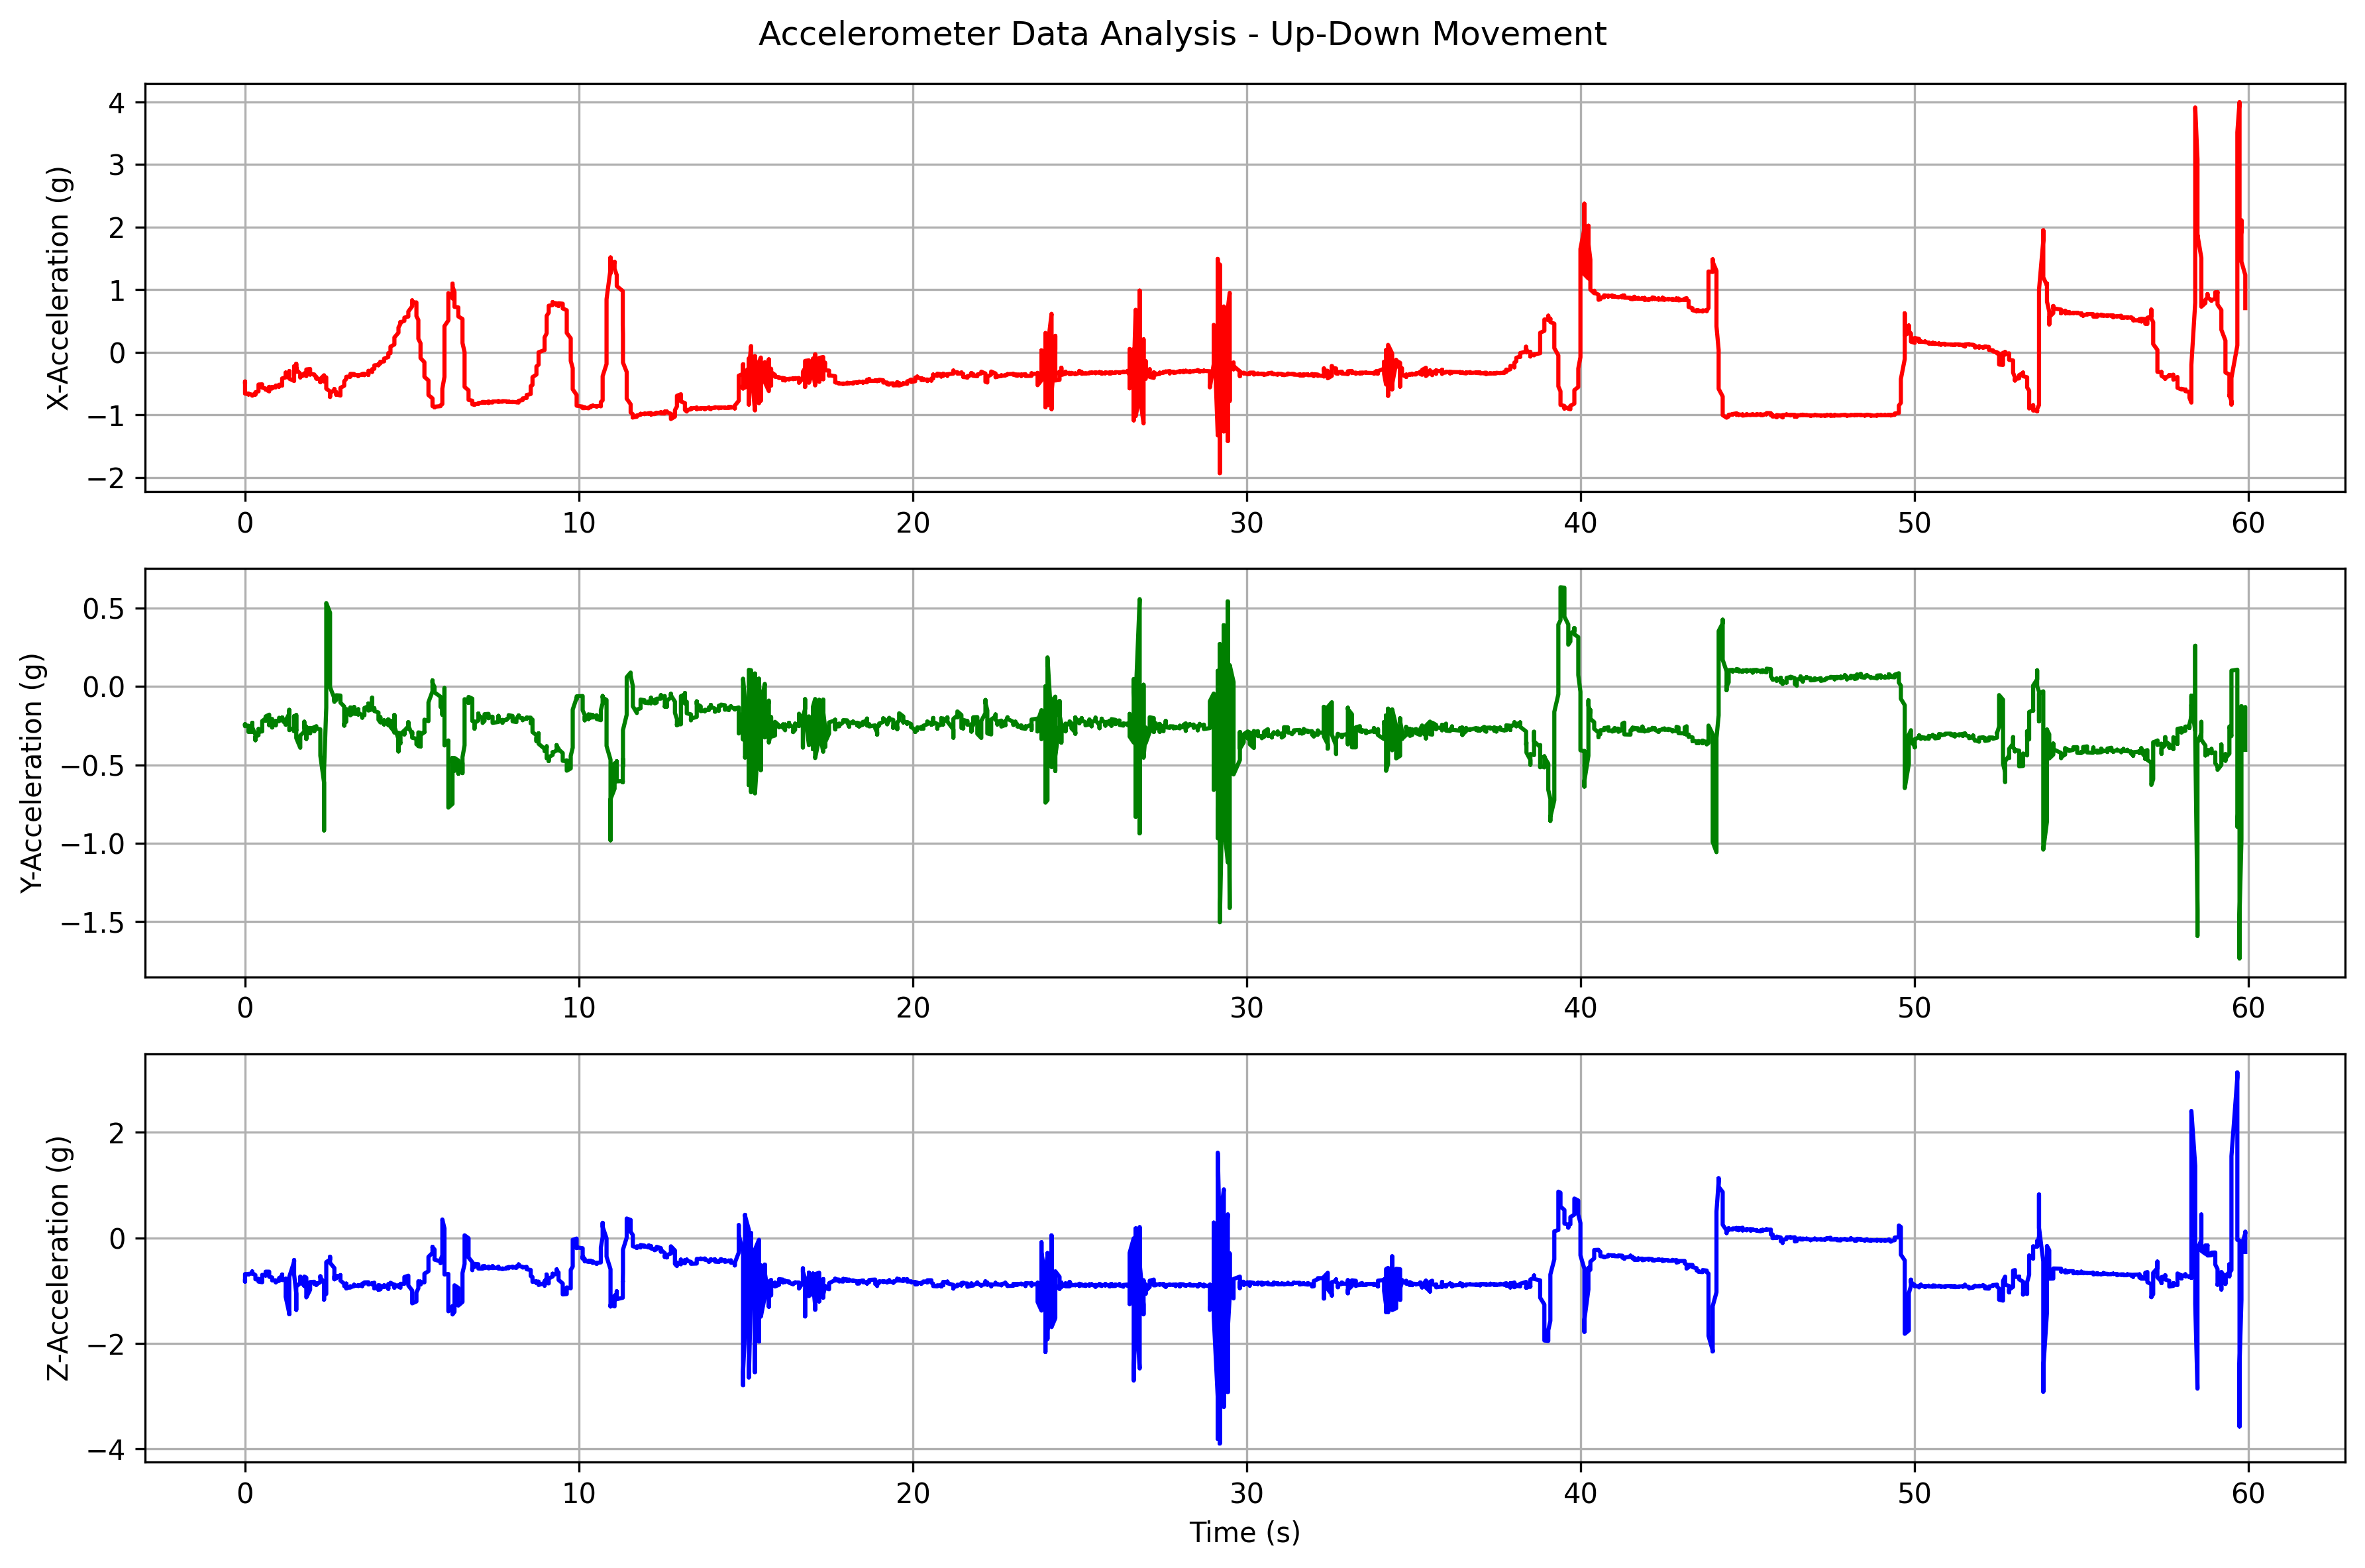 Accelerometer Data Analysis - Up-Down Movement
4
3
2
1
0
−1
−2
X-Acceleration (g)
0 10 20 30 40 50 60
0.5
0.0
−0.5
−1.0
−1.5
Y-Acceleration (g)
0 10 20 30 40 50 60
2
0
−2
−4
Z-Acceleration (g)
0 10 20 30 40 50 60
Time (s)